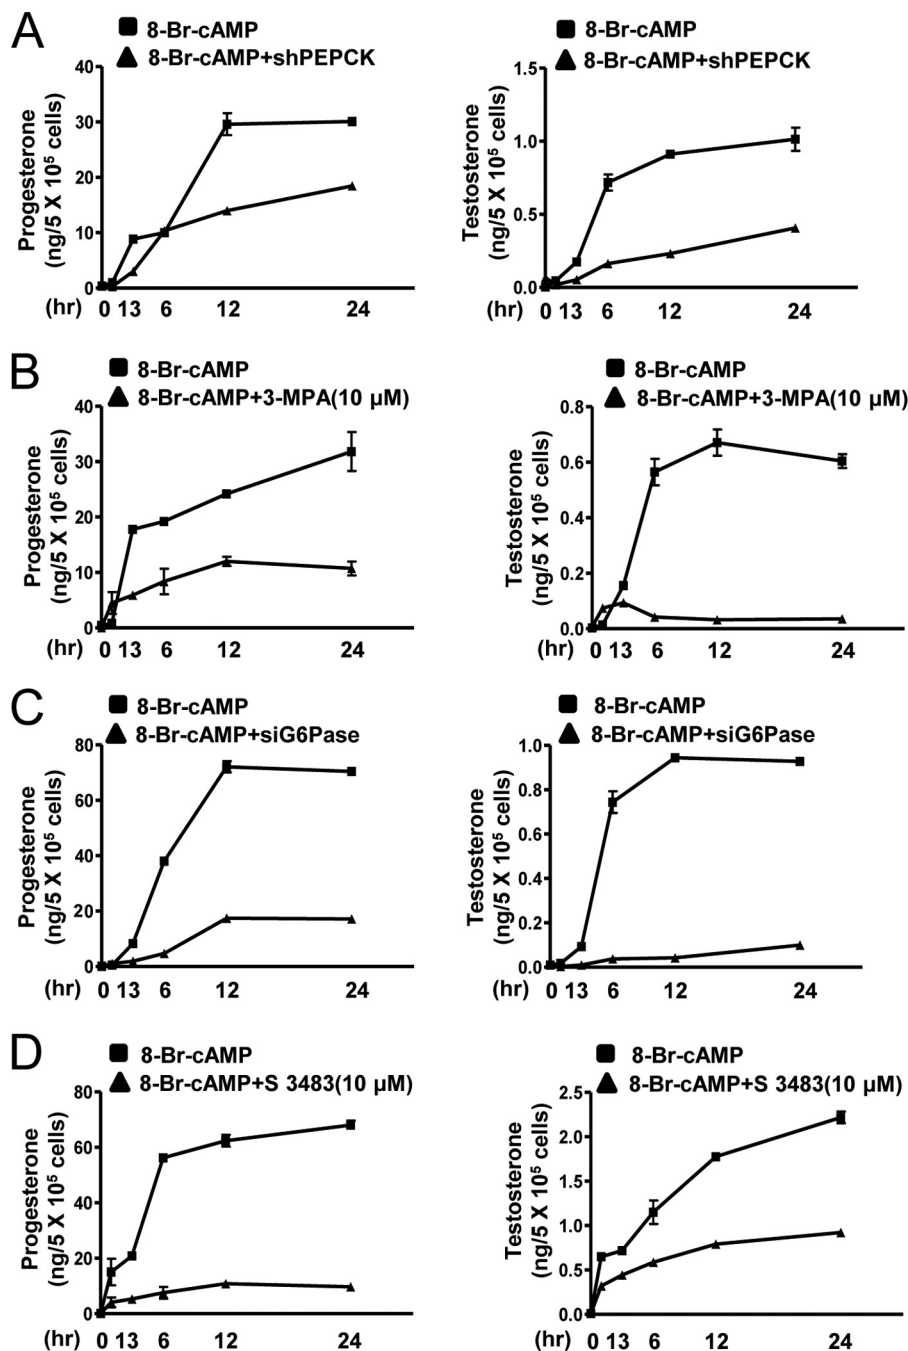 A
8-Br-cAMP
8-Br-cAMP+shPEPCK
Progesterone
(ng/5 X 10⁵ cells)
40
30
20
10
0
(hr) 0 13 6 12 24
8-Br-cAMP
8-Br-cAMP+shPEPCK
Testosterone
(ng/5 X 10⁵ cells)
1.5
1.0
0.5
0.0
(hr) 0 13 6 12 24
B
8-Br-cAMP
8-Br-cAMP+3-MPA(10 µM)
Progesterone
(ng/5 X 10⁵ cells)
40
30
20
10
0
(hr) 0 13 6 12 24
8-Br-cAMP
8-Br-cAMP+3-MPA(10 µM)
Testosterone
(ng/5 X 10⁵ cells)
0.8
0.6
0.4
0.2
0.0
(hr) 0 13 6 12 24
C
8-Br-cAMP
8-Br-cAMP+siG6Pase
Progesterone
(ng/5 X 10⁵ cells)
80
60
40
20
0
(hr) 0 13 6 12 24
8-Br-cAMP
8-Br-cAMP+siG6Pase
Testosterone
(ng/5 X 10⁵ cells)
1.0
0.8
0.6
0.4
0.2
0.0
(hr) 0 13 6 12 24
D
8-Br-cAMP
8-Br-cAMP+S 3483(10 µM)
Progesterone
(ng/5 X 10⁵ cells)
80
60
40
20
0
(hr) 0 13 6 12 24
8-Br-cAMP
8-Br-cAMP+S 3483(10 µM)
Testosterone
(ng/5 X 10⁵ cells)
2.5
2.0
1.5
1.0
0.5
0.0
(hr) 0 13 6 12 24